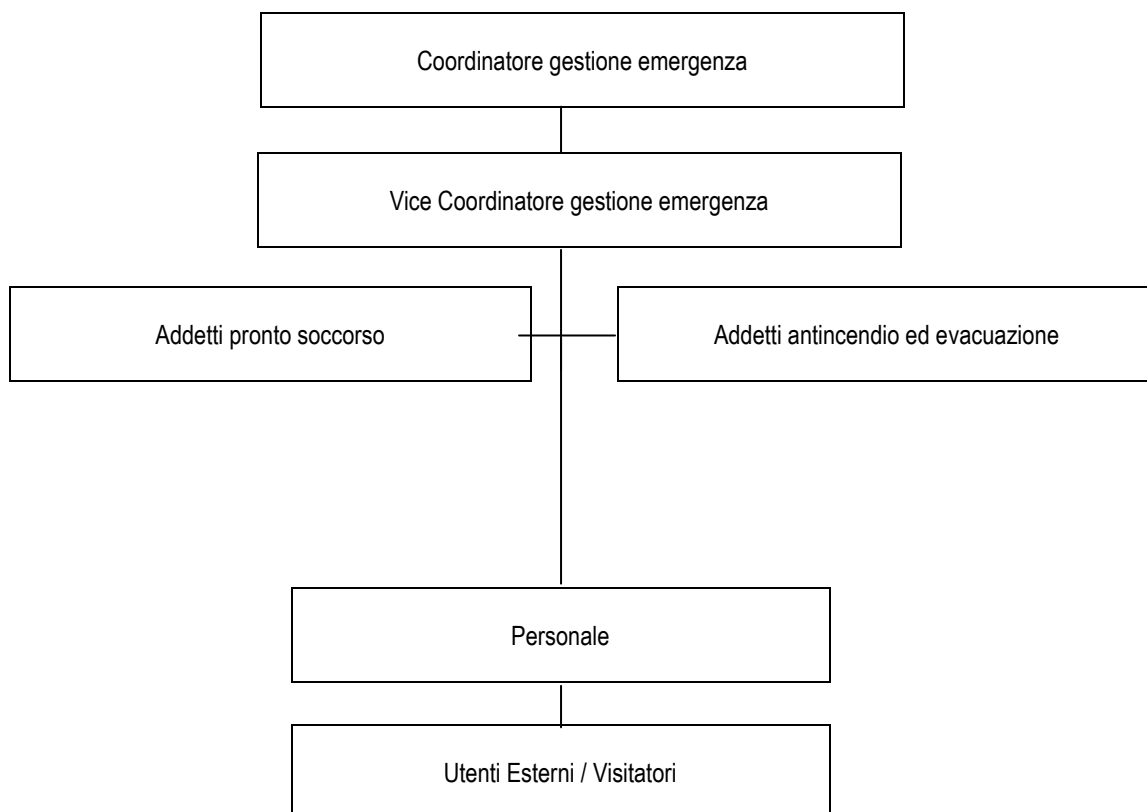 Coordinatore gestione emergenza
Vice Coordinatore gestione emergenza
Addetti pronto soccorso
Addetti antincendio ed evacuazione
Personale
Utenti Esterni / Visitatori